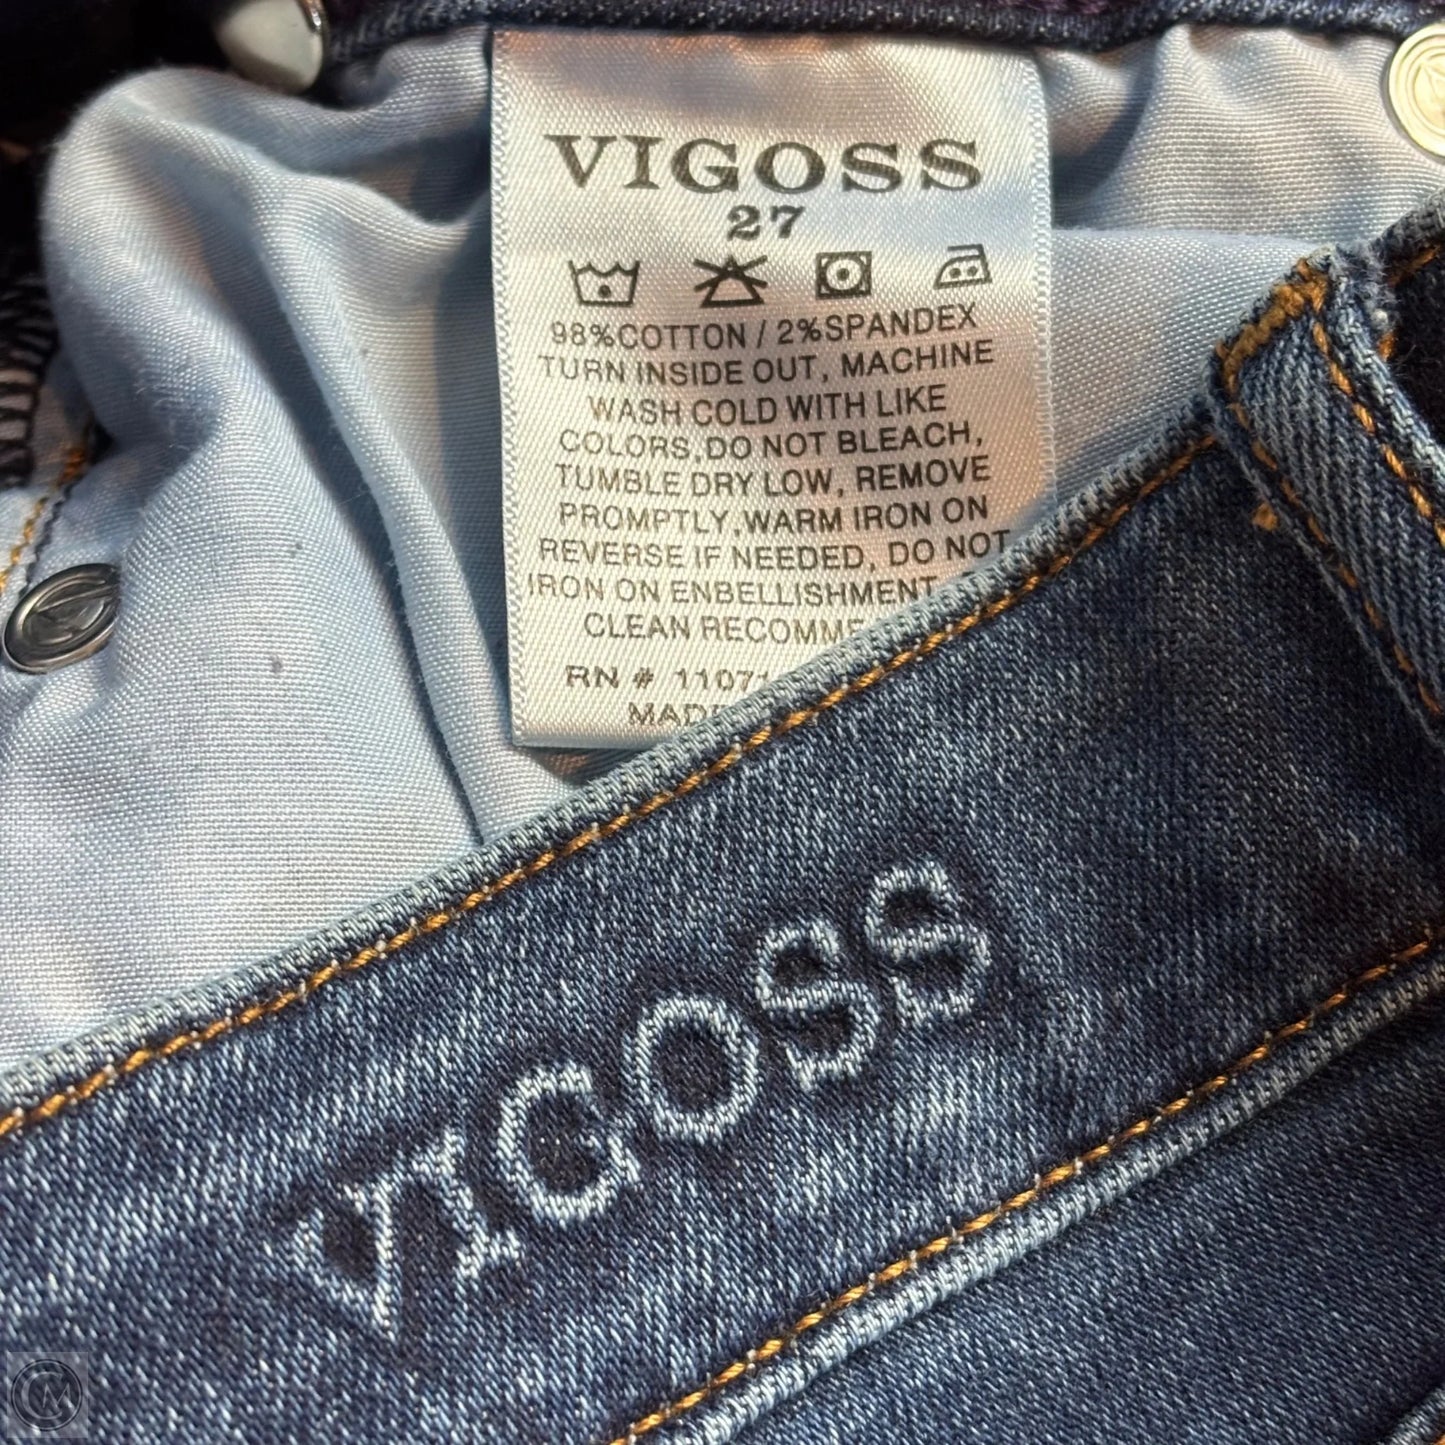 VIGOSS
27
98%COTTON / 2%SPANDEX
TURN INSIDE OUT, MACHINE
WASH COLD WITH LIKE
COLORS,DO NOT BLEACH,
TUMBLE DRY LOW, REMOVE
PROMPTLY,WARM IRON ON
REVERSE IF NEEDED, DO NOT
IRON ON ENBELLISHMENT
CLEAN
RN #
VIGOSS
CM